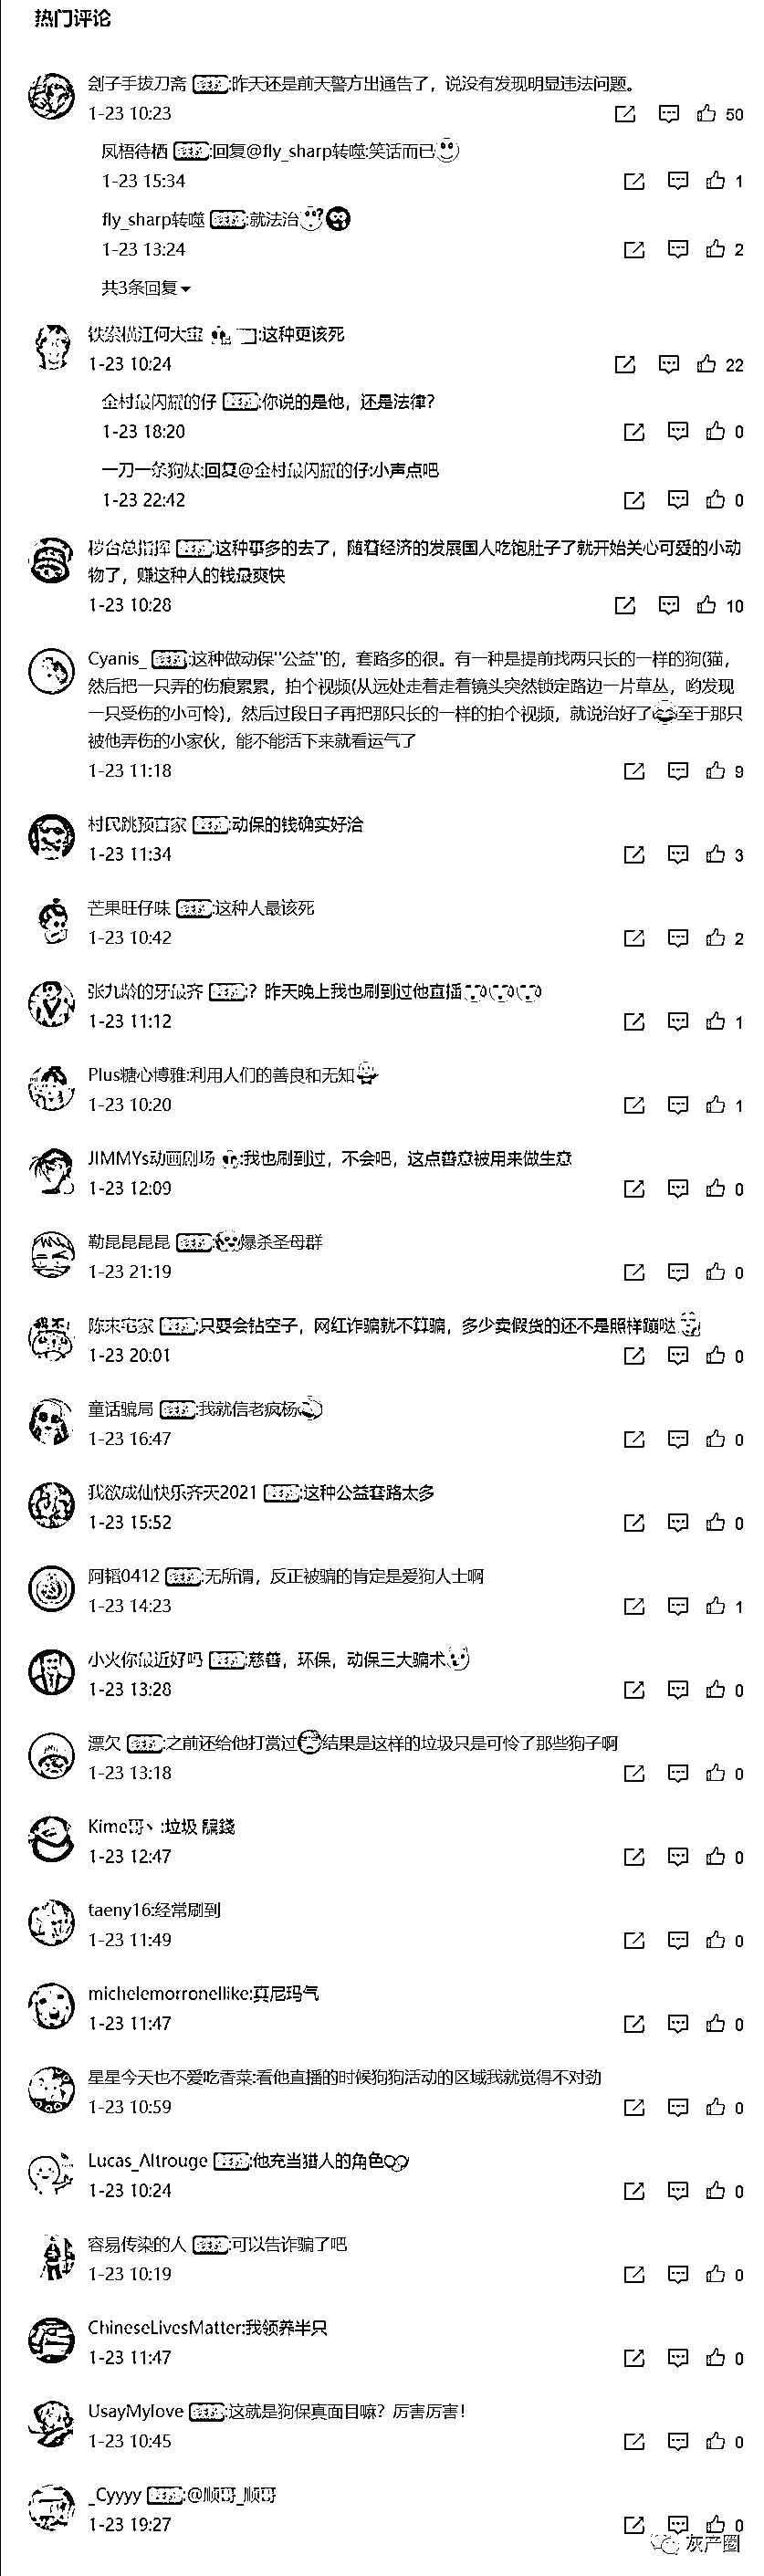 热门评论
刽子手拔刀斋 :昨天还是前天警方出通告了，说没有发现明显违法问题。
1-23 10:23 50
凤梧待栖 :回复@fly_sharp转噬:笑话而已
1-23 15:34 1
fly_sharp转噬 :就法治
1-23 13:24 2
共3条回复
铁索横江何大宝 :这种更该死
1-23 10:24 22
全村最闪耀的仔 :你说的是他，还是法律？
1-23 18:20 0
一刀一条狗:回复@全村最闪耀的仔:小声点吧
1-23 22:42 0
移台总指挥 :这种事多的去了，随着经济的发展国人吃饱肚子了就开始关心可爱的小动
物了，赚这种人的钱最爽快
1-23 10:28 10
Cyanis_ :这种做动保"公益"的，套路多的很。有一种是提前找两只长的一样的狗(猫，
然后把一只弄的伤痕累累，拍个视频(从远处走着走着镜头突然锁定路边一片草丛，哟发现
一只受伤的小可怜)，然后过段日子再把那只长的一样的拍个视频，就说治好了至于那只
被他弄伤的小家伙，能不能活下来就看运气了
1-23 11:18 9
村民跳预言家 :动保的钱确实好洽
1-23 11:34 3
芒果旺仔味 :这种人最该死
1-23 10:42 2
张九龄的牙最齐 :？昨天晚上我也刷到过他直播
1-23 11:12 1
Plus糖心博雅:利用人们的善良和无知
1-23 10:20 1
JIMMYs动画剧场 :我也刷到过，不会吧，这点善意被用来做生意
1-23 12:09 0
勒昆昆昆昆 :爆杀圣母群
1-23 21:19 0
陈末宅家 :只要会钻空子，网红诈骗就不算骗，多少卖假货的还不是照样蹦哒
1-23 20:01 0
童话骗局 :我就信老疯杨
1-23 16:47 0
我欲成仙快乐齐天2021 :这种公益套路太多
1-23 15:52 0
阿韬0412 :无所谓，反正被骗的肯定是爱狗人士啊
1-23 14:23 1
小火你最近好吗 :慈善，环保，动保三大骗术
1-23 13:28 0
漂欠 :之前还给他打赏过结果是这样的垃圾只是可怜了那些狗子啊
1-23 13:18 0
Kime哥丶:垃圾 騙錢
1-23 12:47 0
taeny16:经常刷到
1-23 11:49 0
michelemorronellike:真尼玛气
1-23 11:47 0
星星今天也不爱吃香菜:看他直播的时候狗狗活动的区域我就觉得不对劲
1-23 10:59 0
Lucas_Altrouge :他充当猎人的角色
1-23 10:24 0
容易传染的人 :可以告诈骗了吧
1-23 10:19 0
ChineseLivesMatter:我领养半只
1-23 11:47 0
UsayMylove :这就是狗保真面目嘛？厉害厉害！
1-23 10:45 0
_Cyyyy :@顺哥_顺哥
1-23 19:27 0
灰产圈